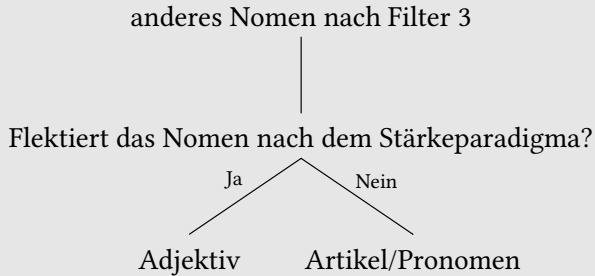 anderes Nomen nach Filter 3
Flektiert das Nomen nach dem Stärkeparadigma?
Ja
Nein
Adjektiv
Artikel/Pronomen